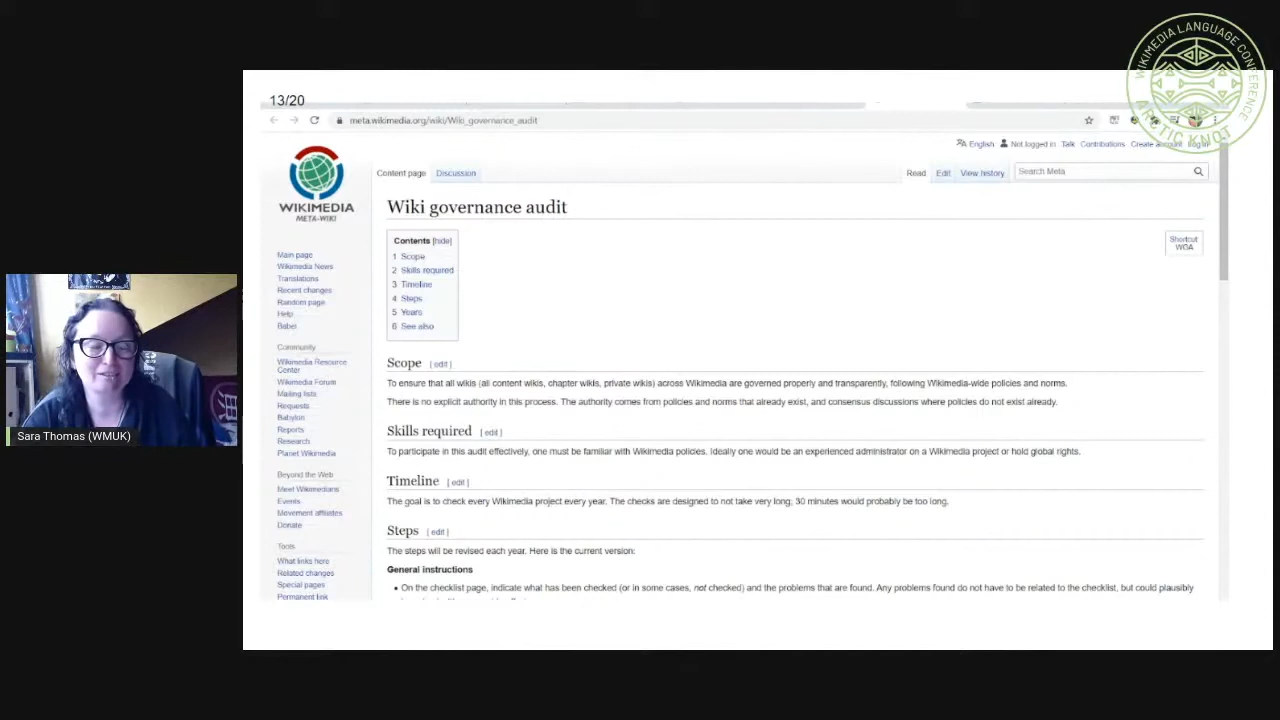 WIKIMEDIA LANGUAGE CONFERENCE
ARCTIC KNOT
13/20
meta.wikimedia.org/wiki/Wiki_governance_audit
English Not logged in Talk Contributions Create account Log in
WIKIMEDIA
META-WIKI
Content page Discussion
Read Edit View history Search Meta
Wiki governance audit
Shortcut
WGA
Contents [hide]
1 Scope
2 Skills required
3 Timeline
4 Steps
5 Years
6 See also
Main page
Wikimedia News
Translations
Recent changes
Random page
Help
Babel
Community
Wikimedia Resource
Center
Wikimedia Forum
Mailing lists
Requests
Babylon
Reports
Research
Planet Wikimedia
Beyond the Web
Meet Wikimedians
Events
Movement affiliates
Donate
Tools
What links here
Related changes
Special pages
Permanent link
Scope [ edit ]
To ensure that all wikis (all content wikis, chapter wikis, private wikis) across Wikimedia are governed properly and transparently, following Wikimedia-wide policies and norms.
There is no explicit authority in this process. The authority comes from policies and norms that already exist, and consensus discussions where policies do not exist already.
Skills required [ edit ]
To participate in this audit effectively, one must be familiar with Wikimedia policies. Ideally one would be an experienced administrator on a Wikimedia project or hold global rights.
Timeline [ edit ]
The goal is to check every Wikimedia project every year. The checks are designed to not take very long; 30 minutes would probably be too long.
Steps [ edit ]
The steps will be revised each year. Here is the current version:
General instructions
• On the checklist page, indicate what has been checked (or in some cases, not checked) and the problems that are found. Any problems found do not have to be related to the checklist, but could plausibly
Sara Thomas (WMUK)